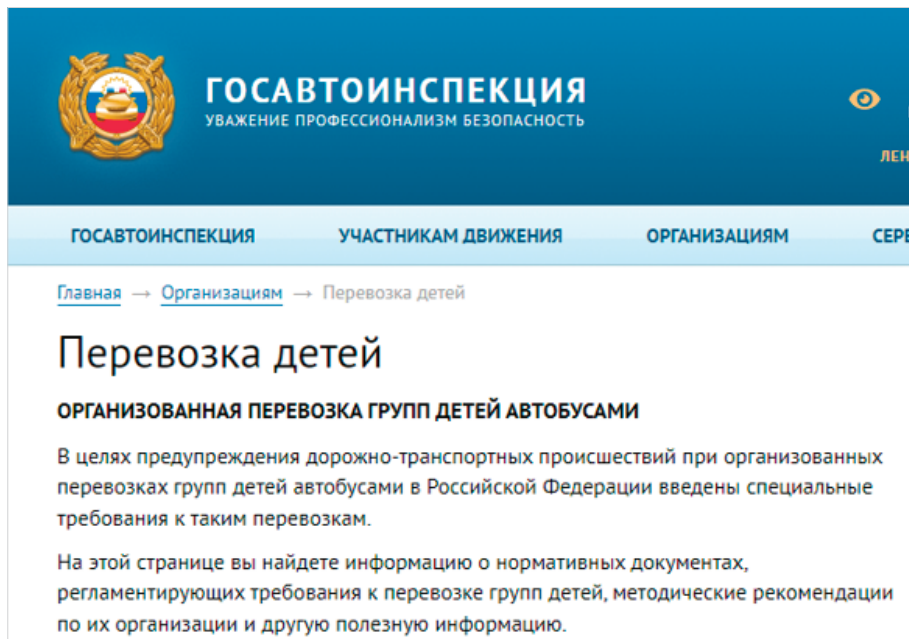 ГОСАВТОИНСПЕКЦИЯ
УВАЖЕНИЕ ПРОФЕССИОНАЛИЗМ БЕЗОПАСНОСТЬ
ЛЕН
ГОСАВТОИНСПЕКЦИЯ УЧАСТНИКАМ ДВИЖЕНИЯ ОРГАНИЗАЦИЯМ СЕРВ
Главная → Организациям → Перевозка детей
Перевозка детей
ОРГАНИЗОВАННАЯ ПЕРЕВОЗКА ГРУПП ДЕТЕЙ АВТОБУСАМИ
В целях предупреждения дорожно-транспортных происшествий при организованных
перевозках групп детей автобусами в Российской Федерации введены специальные
требования к таким перевозкам.
На этой странице вы найдете информацию о нормативных документах,
регламентирующих требования к перевозке групп детей, методические рекомендации
по их организации и другую полезную информацию.